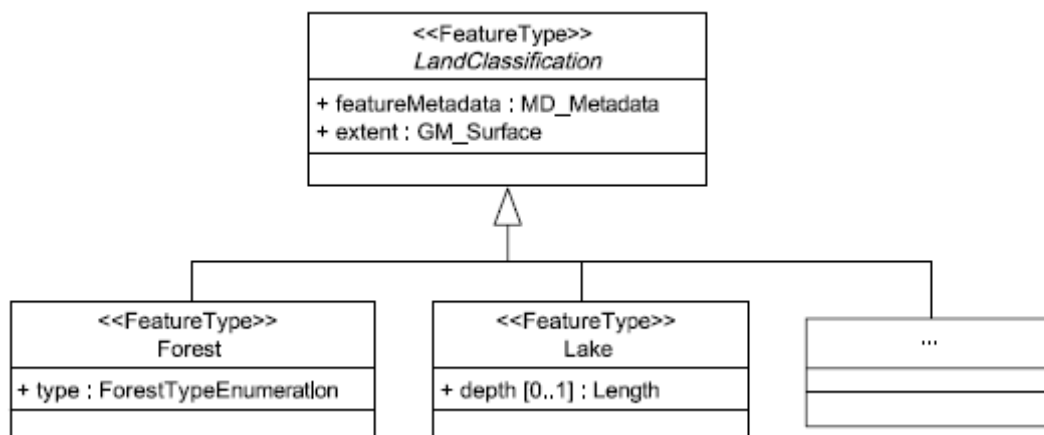 <<FeatureType>>
LandClassification
+ featureMetadata : MD_Metadata
+ extent : GM_Surface
<<FeatureType>>
Forest
+ type : ForestTypeEnumeration
<<FeatureType>>
Lake
+ depth [0..1] : Length
...